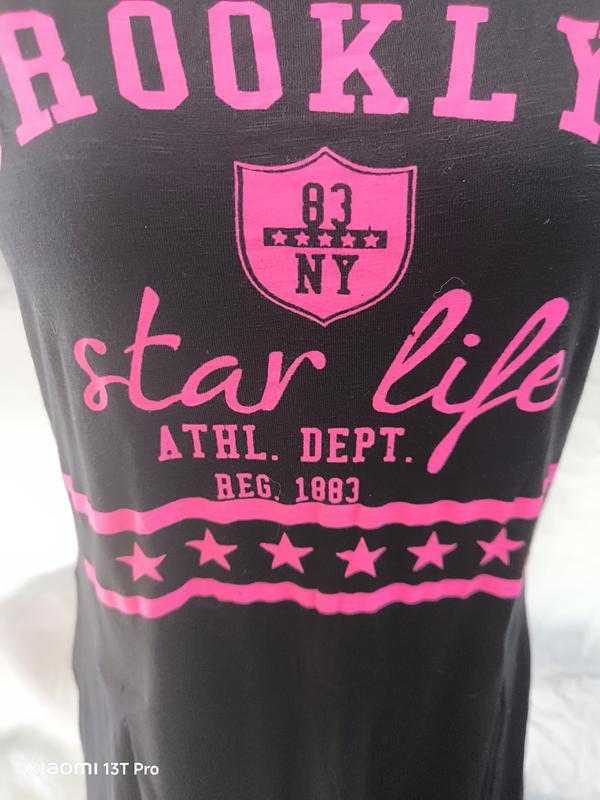 ROOKLY
83
NY
star life
ATHL. DEPT.
REG. 1883
Xiaomi 13T Pro